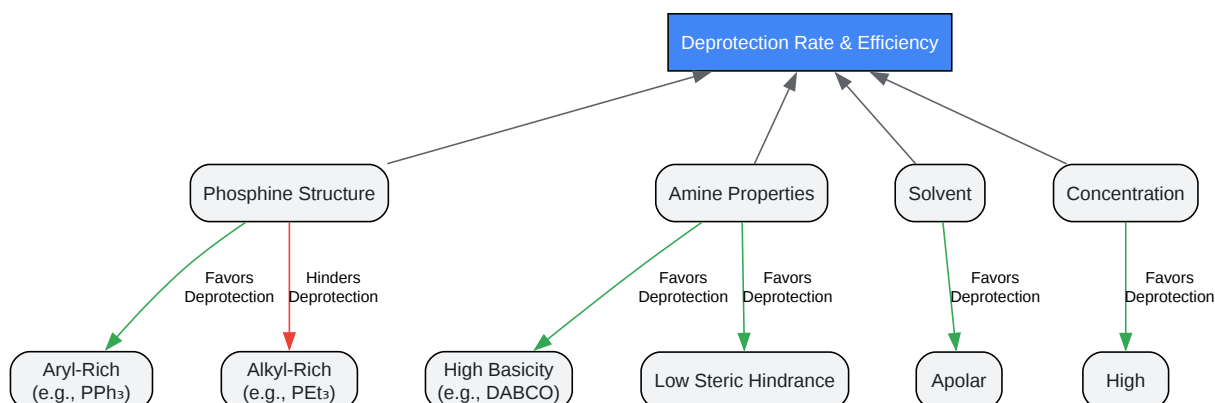 Deprotection Rate & Efficiency
Phosphine Structure
Amine Properties
Solvent
Concentration
Favors
Deprotection
Hinders
Deprotection
Favors
Deprotection
Favors
Deprotection
Favors
Deprotection
Favors
Deprotection
Aryl-Rich
(e.g., PPh₃)
Alkyl-Rich
(e.g., PEt₃)
High Basicity
(e.g., DABCO)
Low Steric Hindrance
Apolar
High